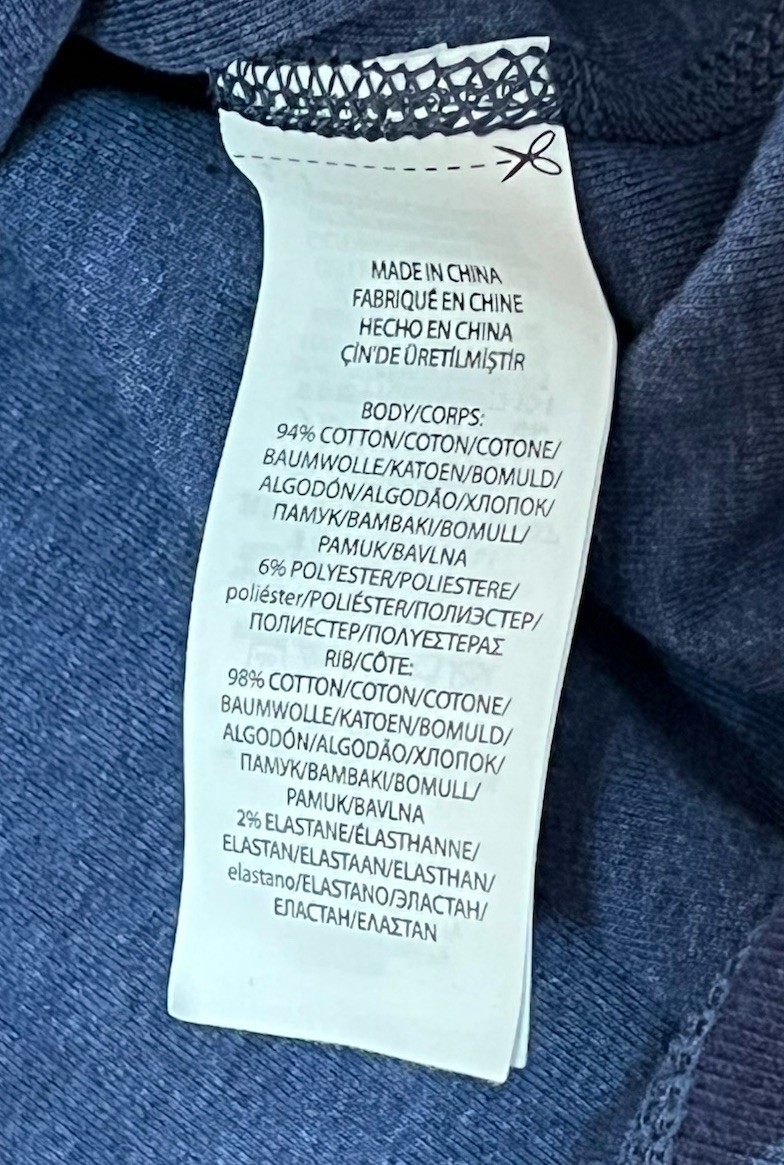 MADE IN CHINA
FABRIQUÉ EN CHINE
HECHO EN CHINA
ÇİN'DE ÜRETİLMİŞTİR
BODY/CORPS:
94% COTTON/COTON/COTONE/
BAUMWOLLE/KATOEN/BOMULD/
ALGODÓN/ALGODÃO/ХЛОПОК/
ПАМУК/ΒΑΜΒΑΚΙ/BOMULL/
PAMUK/BAVLNA
6% POLYESTER/POLIESTERE/
poliéster/POLIÉSTER/ПОЛИЭСТЕР/
ПОЛИЕСТЕР/ΠΟΛΥΕΣΤΕΡΑΣ
RIB/CÔTE:
98% COTTON/COTON/COTONE/
BAUMWOLLE/KATOEN/BOMULD/
ALGODÓN/ALGODÃO/ХЛОПОК/
ПАМУК/ΒΑΜΒΑΚΙ/BOMULL/
PAMUK/BAVLNA
2% ELASTANE/ÉLASTHANNE/
ELASTAN/ELASTAAN/ELASTHAN/
elastano/ELASTANO/ЭЛАСТАН/
ЕЛАСТАН/ΕΛΑΣΤΑΝ